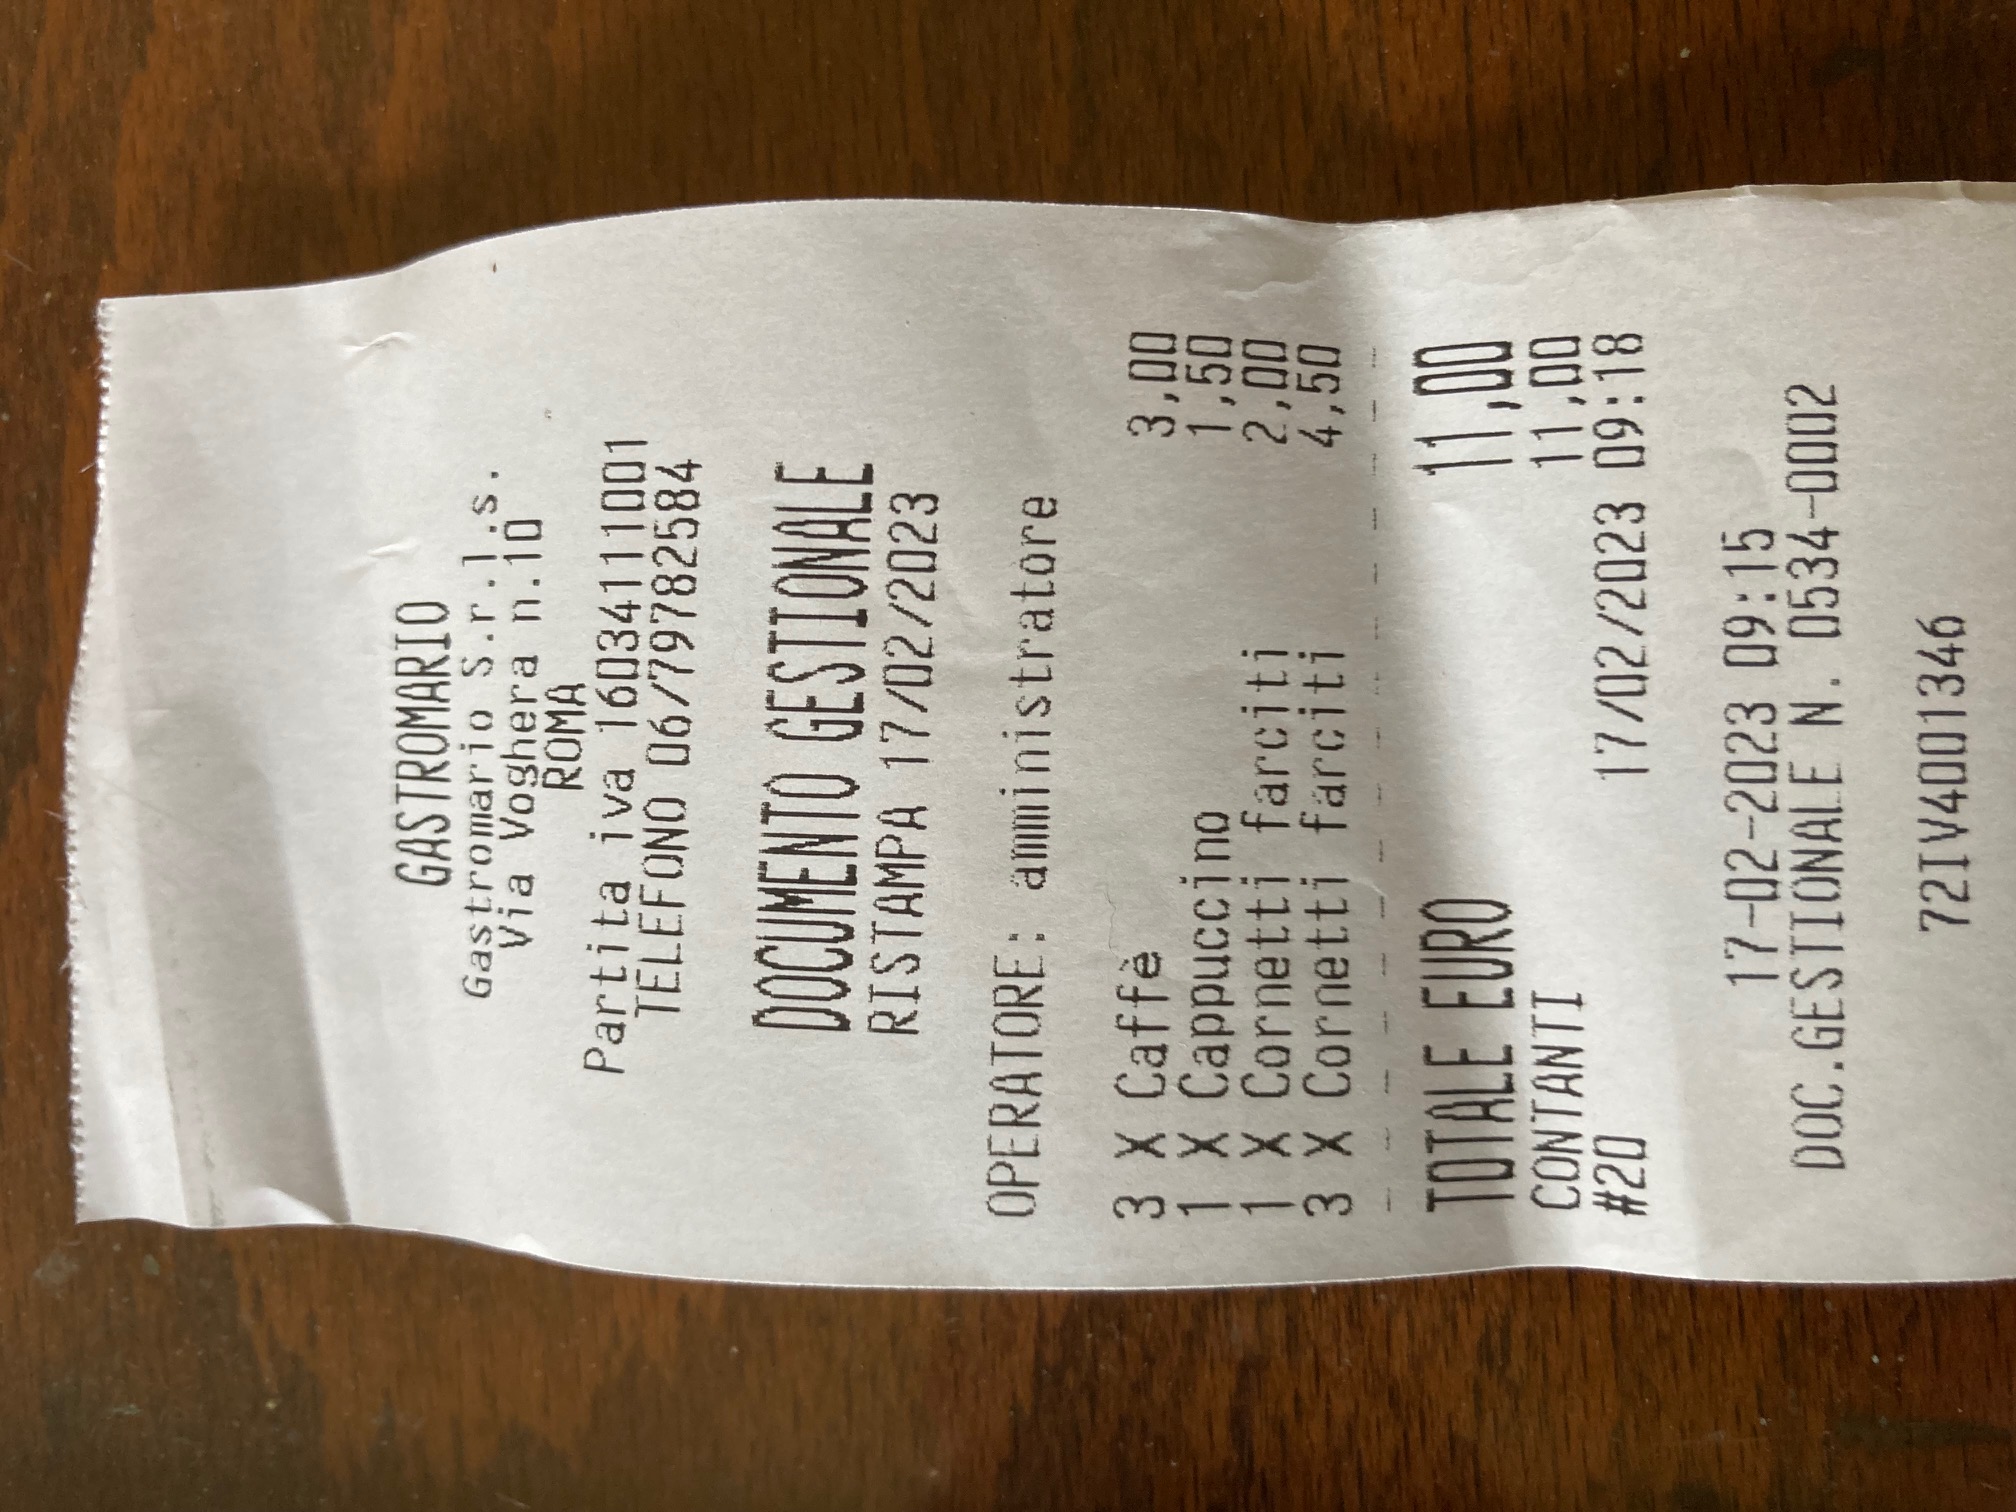 GASTROMARIO
Gastromario S.r.l.s.
Via Voghera n.10
ROMA
Partita iva 16034111001
TELEFONO 06/79782584
DOCUMENTO GESTIONALE
RISTAMPA 17/02/2023
OPERATORE: amministratore
3 X Caffè 3,00
1 X Cappuccino 1,50
1 X Cornetti farciti 2,00
3 X Cornetti farciti 4,50
TOTALE EURO 11,00
CONTANTI 11,00
#20 17/02/2023 09:18
17-02-2023 09:15
DOC.GESTIONALE N. 0534-0002
72IV4001346